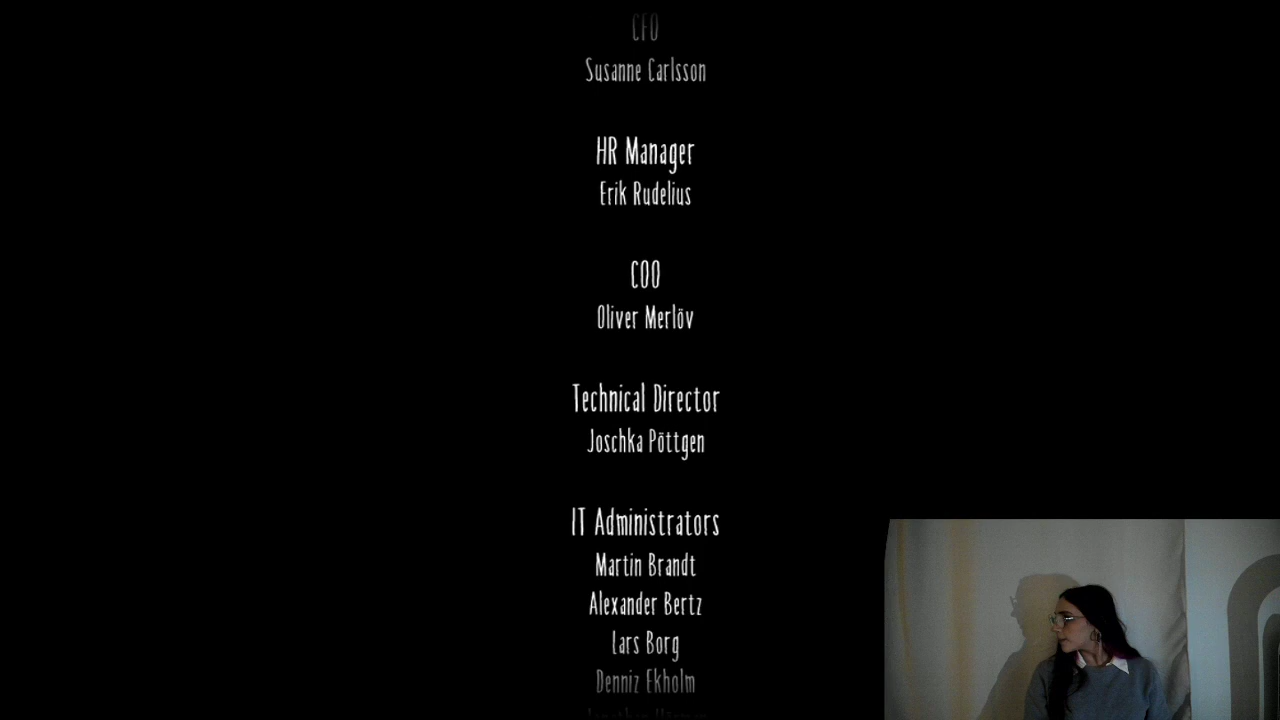 CFO
Susanne Carlsson
HR Manager
Erik Rudelius
COO
Oliver Merlöv
Technical Director
Joschka Pöttgen
IT Administrators
Martin Brandt
Alexander Bertz
Lars Borg
Denniz Ekholm